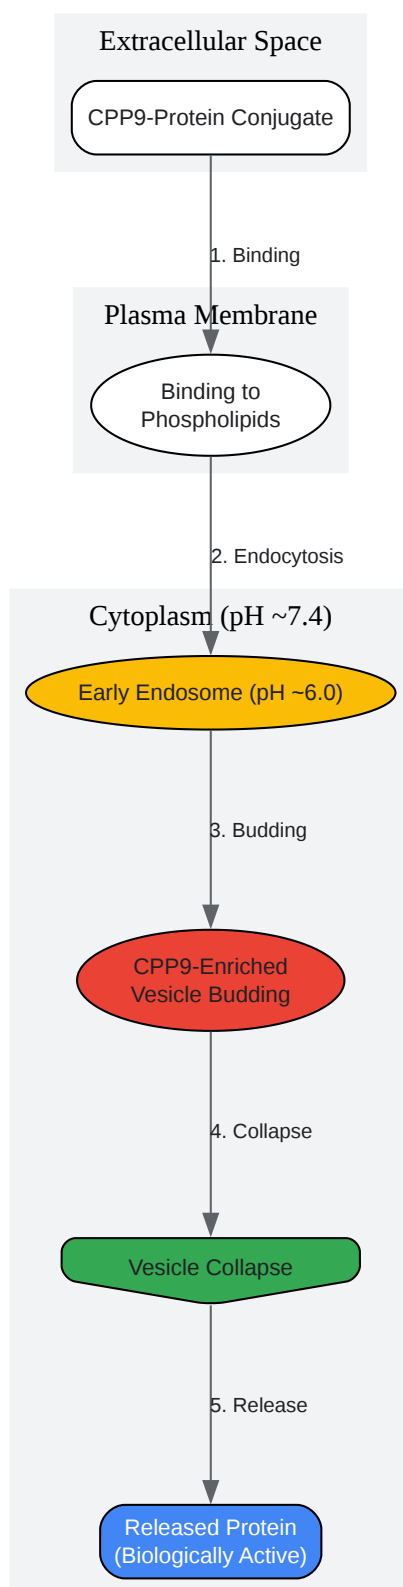 Extracellular Space
CPP9-Protein Conjugate
1. Binding
Plasma Membrane
Binding to
Phospholipids
2. Endocytosis
Cytoplasm (pH ~7.4)
Early Endosome (pH ~6.0)
3. Budding
CPP9-Enriched
Vesicle Budding
4. Collapse
Vesicle Collapse
5. Release
Released Protein
(Biologically Active)